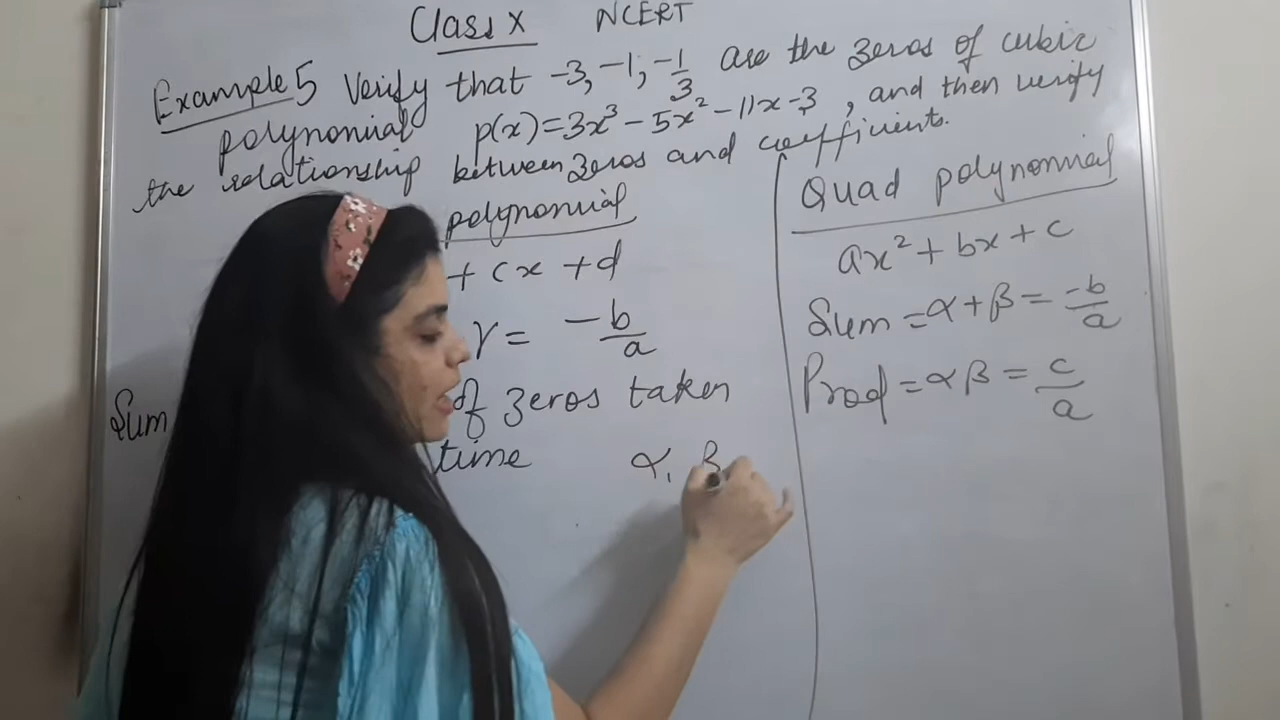 Class X NCERT
Example 5 Verify that -3, -1, -1/3 are the zeros of cubic
polynomial p(x) = 3x³ - 5x² - 11x - 3, and then verify
the relationship between zeros and coefficients.
polynomial
+ cx + d
γ = -b/a
Sum of zeros taken
time α, β
Quad polynomial
ax² + bx + c
Sum = α + β = -b/a
Prod = αβ = c/a